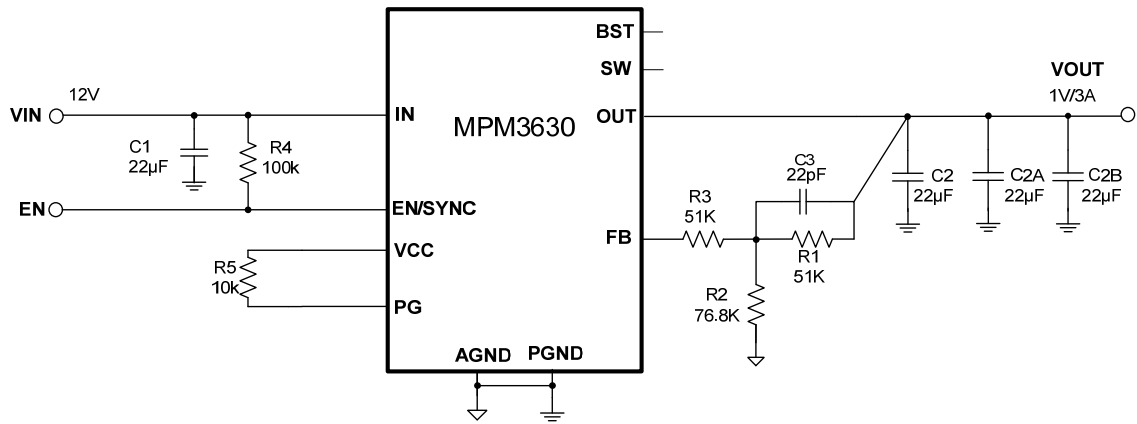 BST
SW
VOUT
12V
1V/3A
VIN
IN
OUT
MPM3630
C1
22µF
R4
100k
C3
22pF
C2
22µF
C2A
22µF
C2B
22µF
EN
EN/SYNC
R3
51K
FB
VCC
R1
51K
R5
10k
R2
76.8K
PG
AGND
PGND